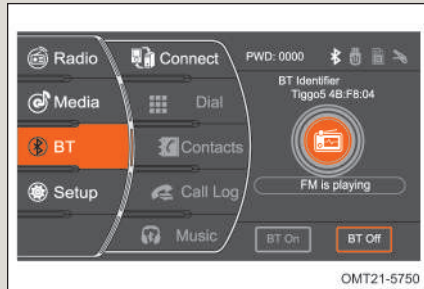 Radio
Media
BT
Setup
Connect
Dial
Contacts
Call Log
Music
PWD: 0000
BT Identifier
Tiggo5 4B:F8:04
FM is playing
BT On
BT Off
OMT21-5750